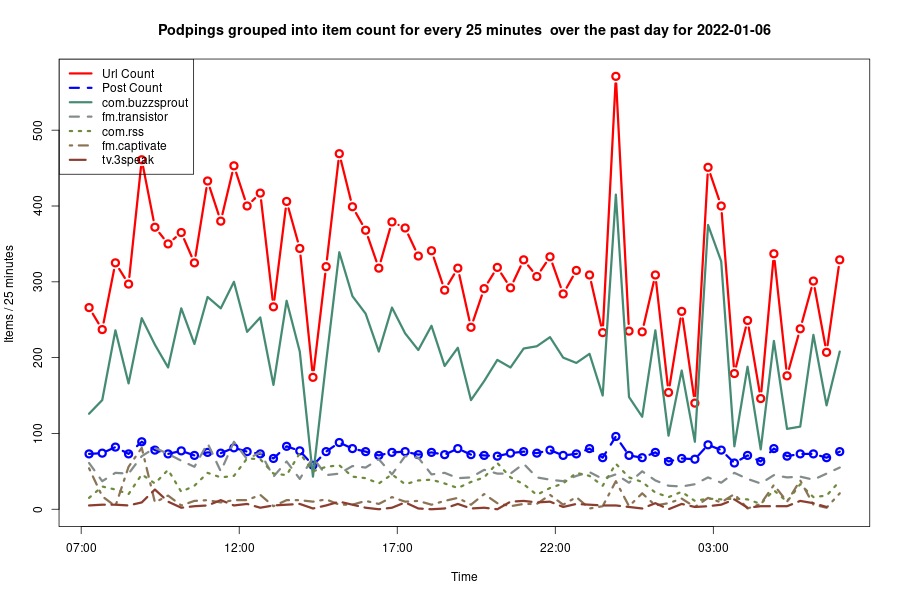 Podpings grouped into item count for every 25 minutes  over the past day for 2022-01-06
Url Count
Post Count
com.buzzsprout
fm.transistor
com.rss
fm.captivate
tv.3speak
Items / 25 minutes
500
400
300
200
100
0
07:00
12:00
17:00
22:00
03:00
Time